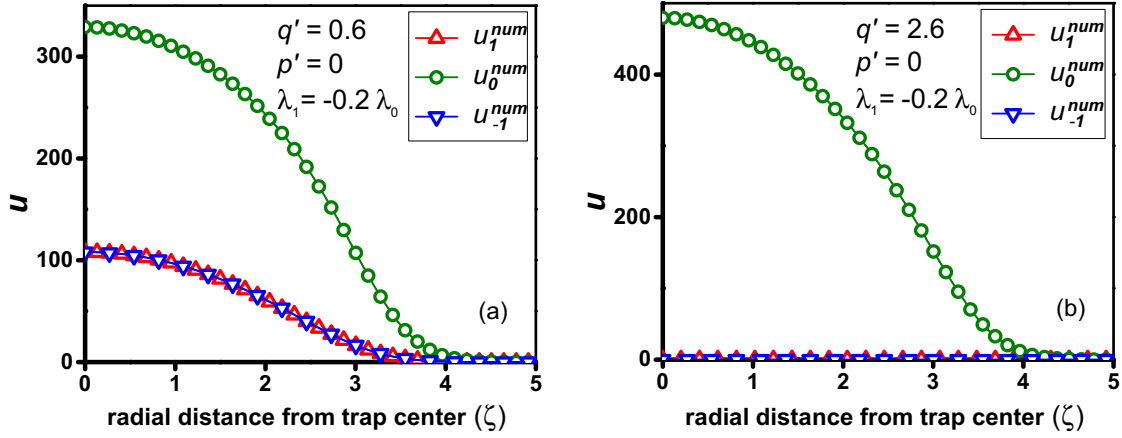 q′ = 0.6
p′ = 0
λ₁= -0.2 λ₀
u₁ⁿᵘᵐ
u₀ⁿᵘᵐ
u₋₁ⁿᵘᵐ
300
200
100
0
u
(a)
0 1 2 3 4 5
radial distance from trap center (ζ)
q′ = 2.6
p′ = 0
λ₁= -0.2 λ₀
u₁ⁿᵘᵐ
u₀ⁿᵘᵐ
u₋₁ⁿᵘᵐ
400
200
0
u
(b)
0 1 2 3 4 5
radial distance from trap center (ζ)